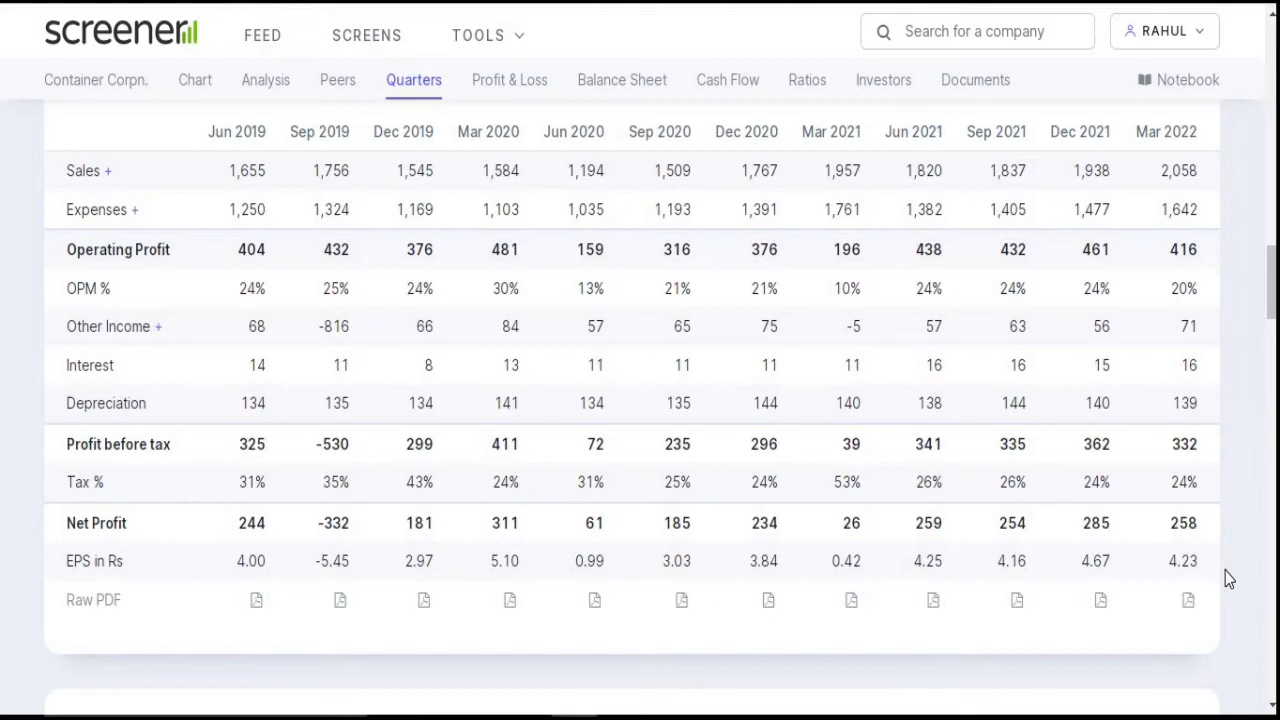 screener FEED SCREENS TOOLS Search for a company RAHUL
Container Corpn. Chart Analysis Peers Quarters Profit & Loss Balance Sheet Cash Flow Ratios Investors Documents Notebook
Jun 2019 Sep 2019 Dec 2019 Mar 2020 Jun 2020 Sep 2020 Dec 2020 Mar 2021 Jun 2021 Sep 2021 Dec 2021 Mar 2022
Sales + 1,655 1,756 1,545 1,584 1,194 1,509 1,767 1,957 1,820 1,837 1,938 2,058
Expenses + 1,250 1,324 1,169 1,103 1,035 1,193 1,391 1,761 1,382 1,405 1,477 1,642
Operating Profit 404 432 376 481 159 316 376 196 438 432 461 416
OPM % 24% 25% 24% 30% 13% 21% 21% 10% 24% 24% 24% 20%
Other Income + 68 -816 66 84 57 65 75 -5 57 63 56 71
Interest 14 11 8 13 11 11 11 11 16 16 15 16
Depreciation 134 135 134 141 134 135 144 140 138 144 140 139
Profit before tax 325 -530 299 411 72 235 296 39 341 335 362 332
Tax % 31% 35% 43% 24% 31% 25% 24% 53% 26% 26% 24% 24%
Net Profit 244 -332 181 311 61 185 234 26 259 254 285 258
EPS in Rs 4.00 -5.45 2.97 5.10 0.99 3.03 3.84 0.42 4.25 4.16 4.67 4.23
Raw PDF